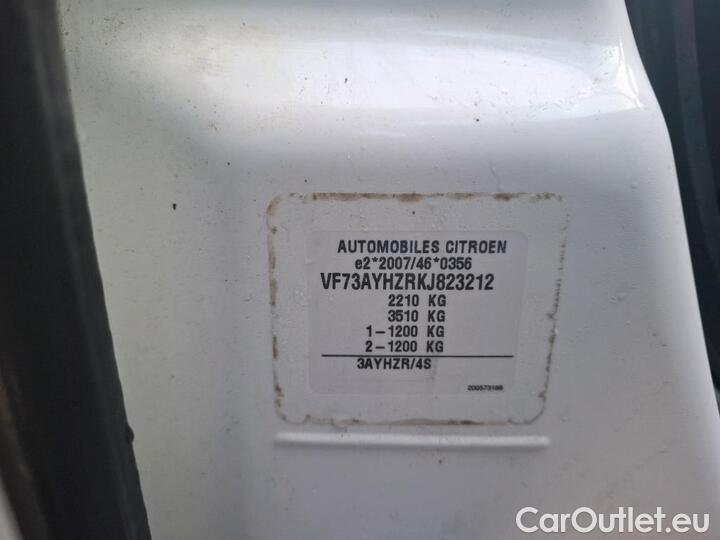 AUTOMOBILES CITROEN
e2*2007/46*0356
VF73AYHZRKJ823212
2210 KG
3510 KG
1-1200 KG
2-1200 KG
3AYHZR/4S
200573188
CarOutlet.eu